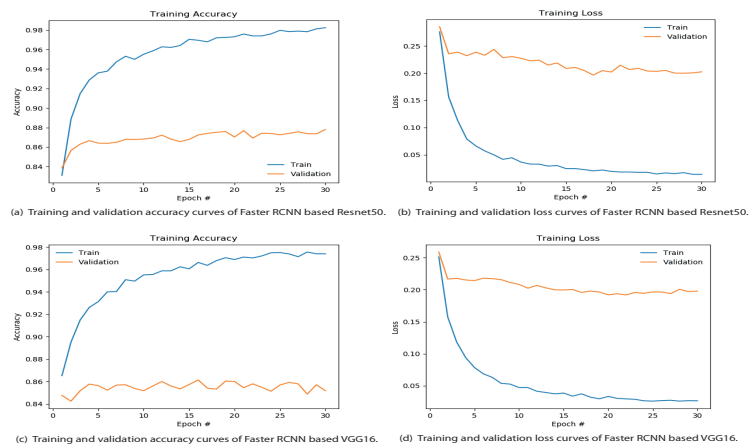 Training Accuracy
0.98
0.96
0.94
0.92
0.90
0.88
0.86
0.84
Accuracy
Train
Validation
0
5
10
15
20
25
30
Epoch #
(a) Training and validation accuracy curves of Faster RCNN based Resnet50.
Training Loss
0.25
0.20
0.15
0.10
0.05
Loss
Train
Validation
0
5
10
15
20
25
30
Epoch #
(b) Training and validation loss curves of Faster RCNN based Resnet50.
Training Accuracy
0.98
0.96
0.94
0.92
0.90
0.88
0.86
0.84
Accuracy
Train
Validation
0
5
10
15
20
25
30
Epoch #
(c) Training and validation accuracy curves of Faster RCNN based VGG16.
Training Loss
0.25
0.20
0.15
0.10
0.05
Loss
Train
Validation
0
5
10
15
20
25
30
Epoch #
(d) Training and validation loss curves of Faster RCNN based VGG16.